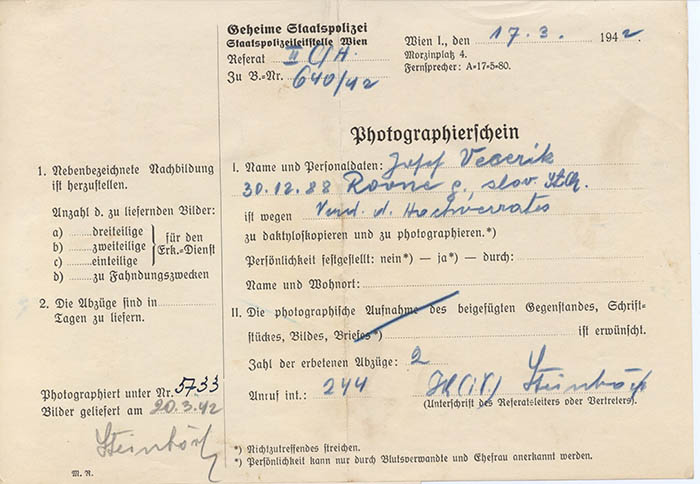 Geheime Staatspolizei
Staatspolizeileitstelle Wien
Referat II C/H.
Zu B.-Nr. 640/42
Wien I., den 17. 3. 1942
Morzinplatz 4.
Fernsprecher: A-17-5-80.
Photographierschein
1. Nebenbezeichnete Nachbildung
ist herzustellen.
Anzahl d. zu liefernden Bilder:
a) ........ dreiteilige
b) ........ zweiteilige
c) ........ einteilige
für den
Erk.-Dienst
d) ........ zu Fahndungszwecken
2. Die Abzüge sind in
Tagen zu liefern.
Photographiert unter Nr. 5733
Bilder geliefert am 20.3.42
Steinhörf
M. R.
I. Name und Personaldaten: Josef Vecerik
30.12.88 Rovne slov.
ist wegen Verd. d. Hochverrates
zu daktyloskopieren und zu photographieren.*)
Persönlichkeit festgestellt: nein*) — ja*) — durch:
Name und Wohnort:
II. Die photographische Aufnahme des beigefügten Gegenstandes, Schrift-
stückes, Bildes, Briefes*) ist erwünscht.
Zahl der erbetenen Abzüge: 2
Anruf int.: 244
(Unterschrift des Referatsleiters oder Vertreters).
*) Nichtzutreffendes streichen.
*) Persönlichkeit kann nur durch Blutsverwandte und Ehefrau anerkannt werden.